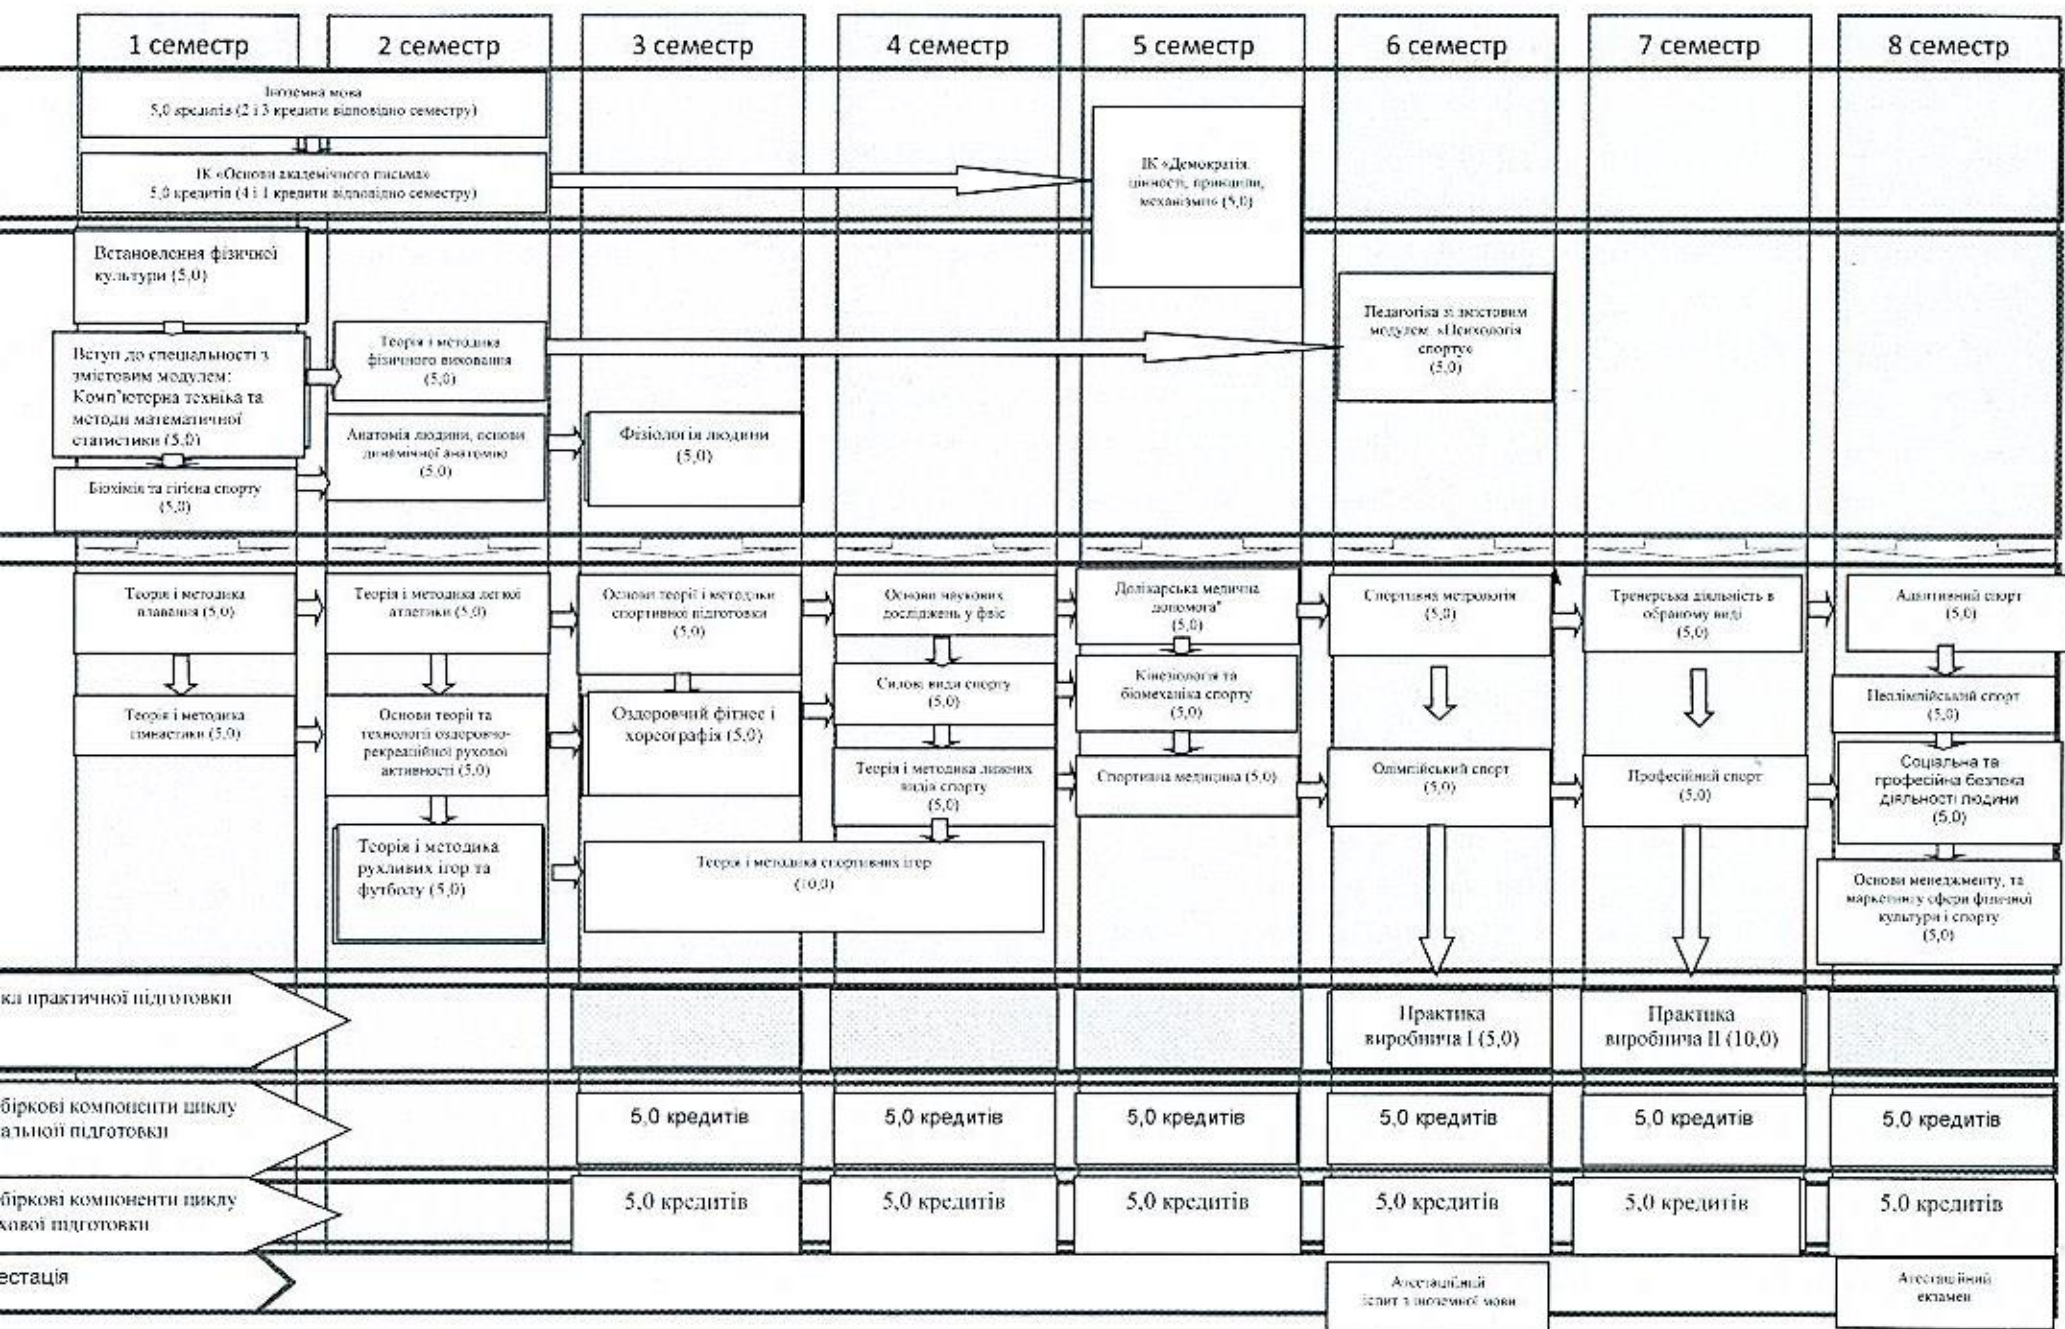 1 семестр
2 семестр
3 семестр
4 семестр
5 семестр
6 семестр
7 семестр
8 семестр
Іноземна мова
5,0 кредитів (2 і 3 кредити відповідно семестру)
ІК «Основи академічного письма»
5,0 кредитів (4 і 1 кредити відповідно семестру)
ІК «Демократія:
цінності, принципи,
механізми» (5,0)
Встановлення фізичної
культури (5,0)
Вступ до спеціальності з
змістовим модулем:
Комп'ютерна техніка та
методи математичної
статистики (5,0)
Біохімія та гігієна спорту
(5,0)
Теорія і методика
фізичного виховання
(5,0)
Анатомія людини, основи
динамічної анатомію
(5,0)
Фізіологія людини
(5,0)
Педагогіка зі змістовим
модулем: «Психологія
спорту»
(5,0)
Теорія і методика
плавання (5,0)
Теорія і методика легкої
атлетики (5,0)
Основи теорії і методики
спортивної підготовки
(5,0)
Основи наукових
досліджень у фвіс
Долікарська медична
допомога*
(5,0)
Спортивна метрологія
(5,0)
Тренерська діяльність в
обраному виді
(5,0)
Адаптивний спорт
(5,0)
Теорія і методика
гімнастики (5,0)
Основи теорії та
технології оздоровчо-
рекреаційної рухової
активності (5,0)
Оздоровчий фітнес і
хореографія (5,0)
Силові види спорту
(5,0)
Кінезіологія та
біомеханіка спорту
(5,0)
Неолімпійський спорт
(5,0)
Теорія і методика лижних
видів спорту
(5,0)
Спортивна медицина (5,0)
Олімпійський спорт
(5,0)
Професійний спорт
(5,0)
Соціальна та
професійна безпека
діяльності людини
(5,0)
Теорія і методика
рухливих ігор та
футболу (5,0)
Теорія і методика спортивних ігор
(10,0)
Основи менеджменту, та
маркетингу сфери фізичної
культури і спорту
(5,0)
кл практичної підготовки
Практика
виробнича І (5,0)
Практика
виробнича ІІ (10,0)
біркові компоненти циклу
альної підготовки
5,0 кредитів
5,0 кредитів
5,0 кредитів
5,0 кредитів
5,0 кредитів
5,0 кредитів
біркові компоненти циклу
хової підготовки
5,0 кредитів
5,0 кредитів
5,0 кредитів
5,0 кредитів
5,0 кредитів
5,0 кредитів
естація
Атестаційний
іспит з іноземної мови
Атестаційний
екзамен